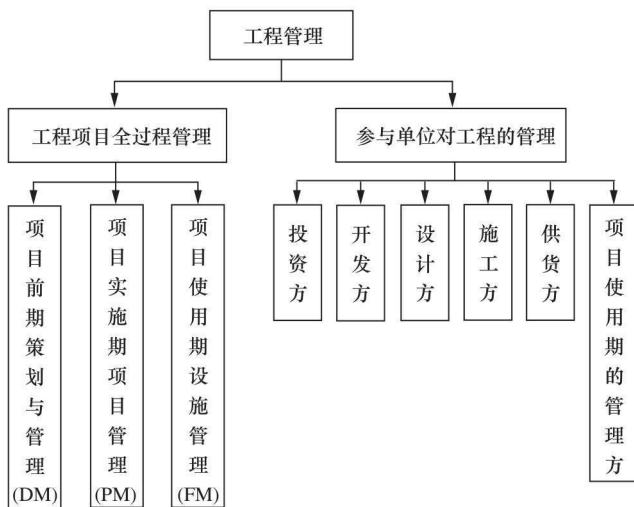 工程管理
工程项目全过程管理
参与单位对工程的管理
项目前期策划与管理(DM)
项目实施期项目管理(PM)
项目使用期设施管理(FM)
投资方
开发方
设计方
施工方
供货方
项目使用期的管理方